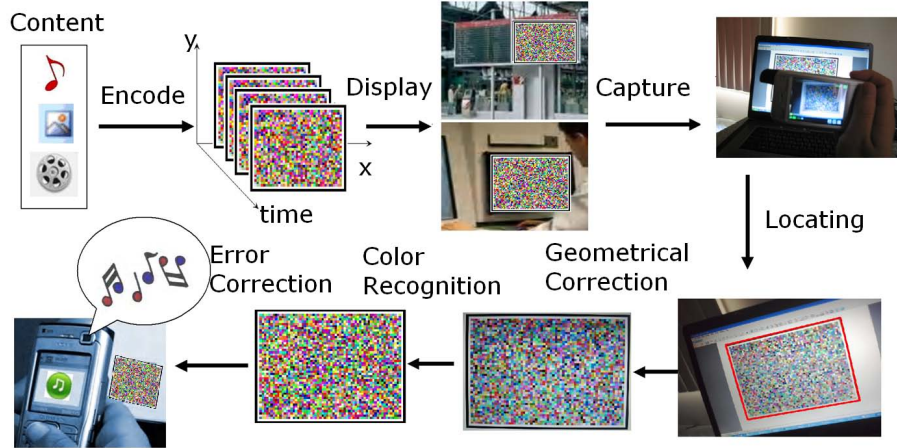 Content
Encode
y
x
time
Display
Capture
Locating
Geometrical
Correction
Color
Recognition
Error
Correction